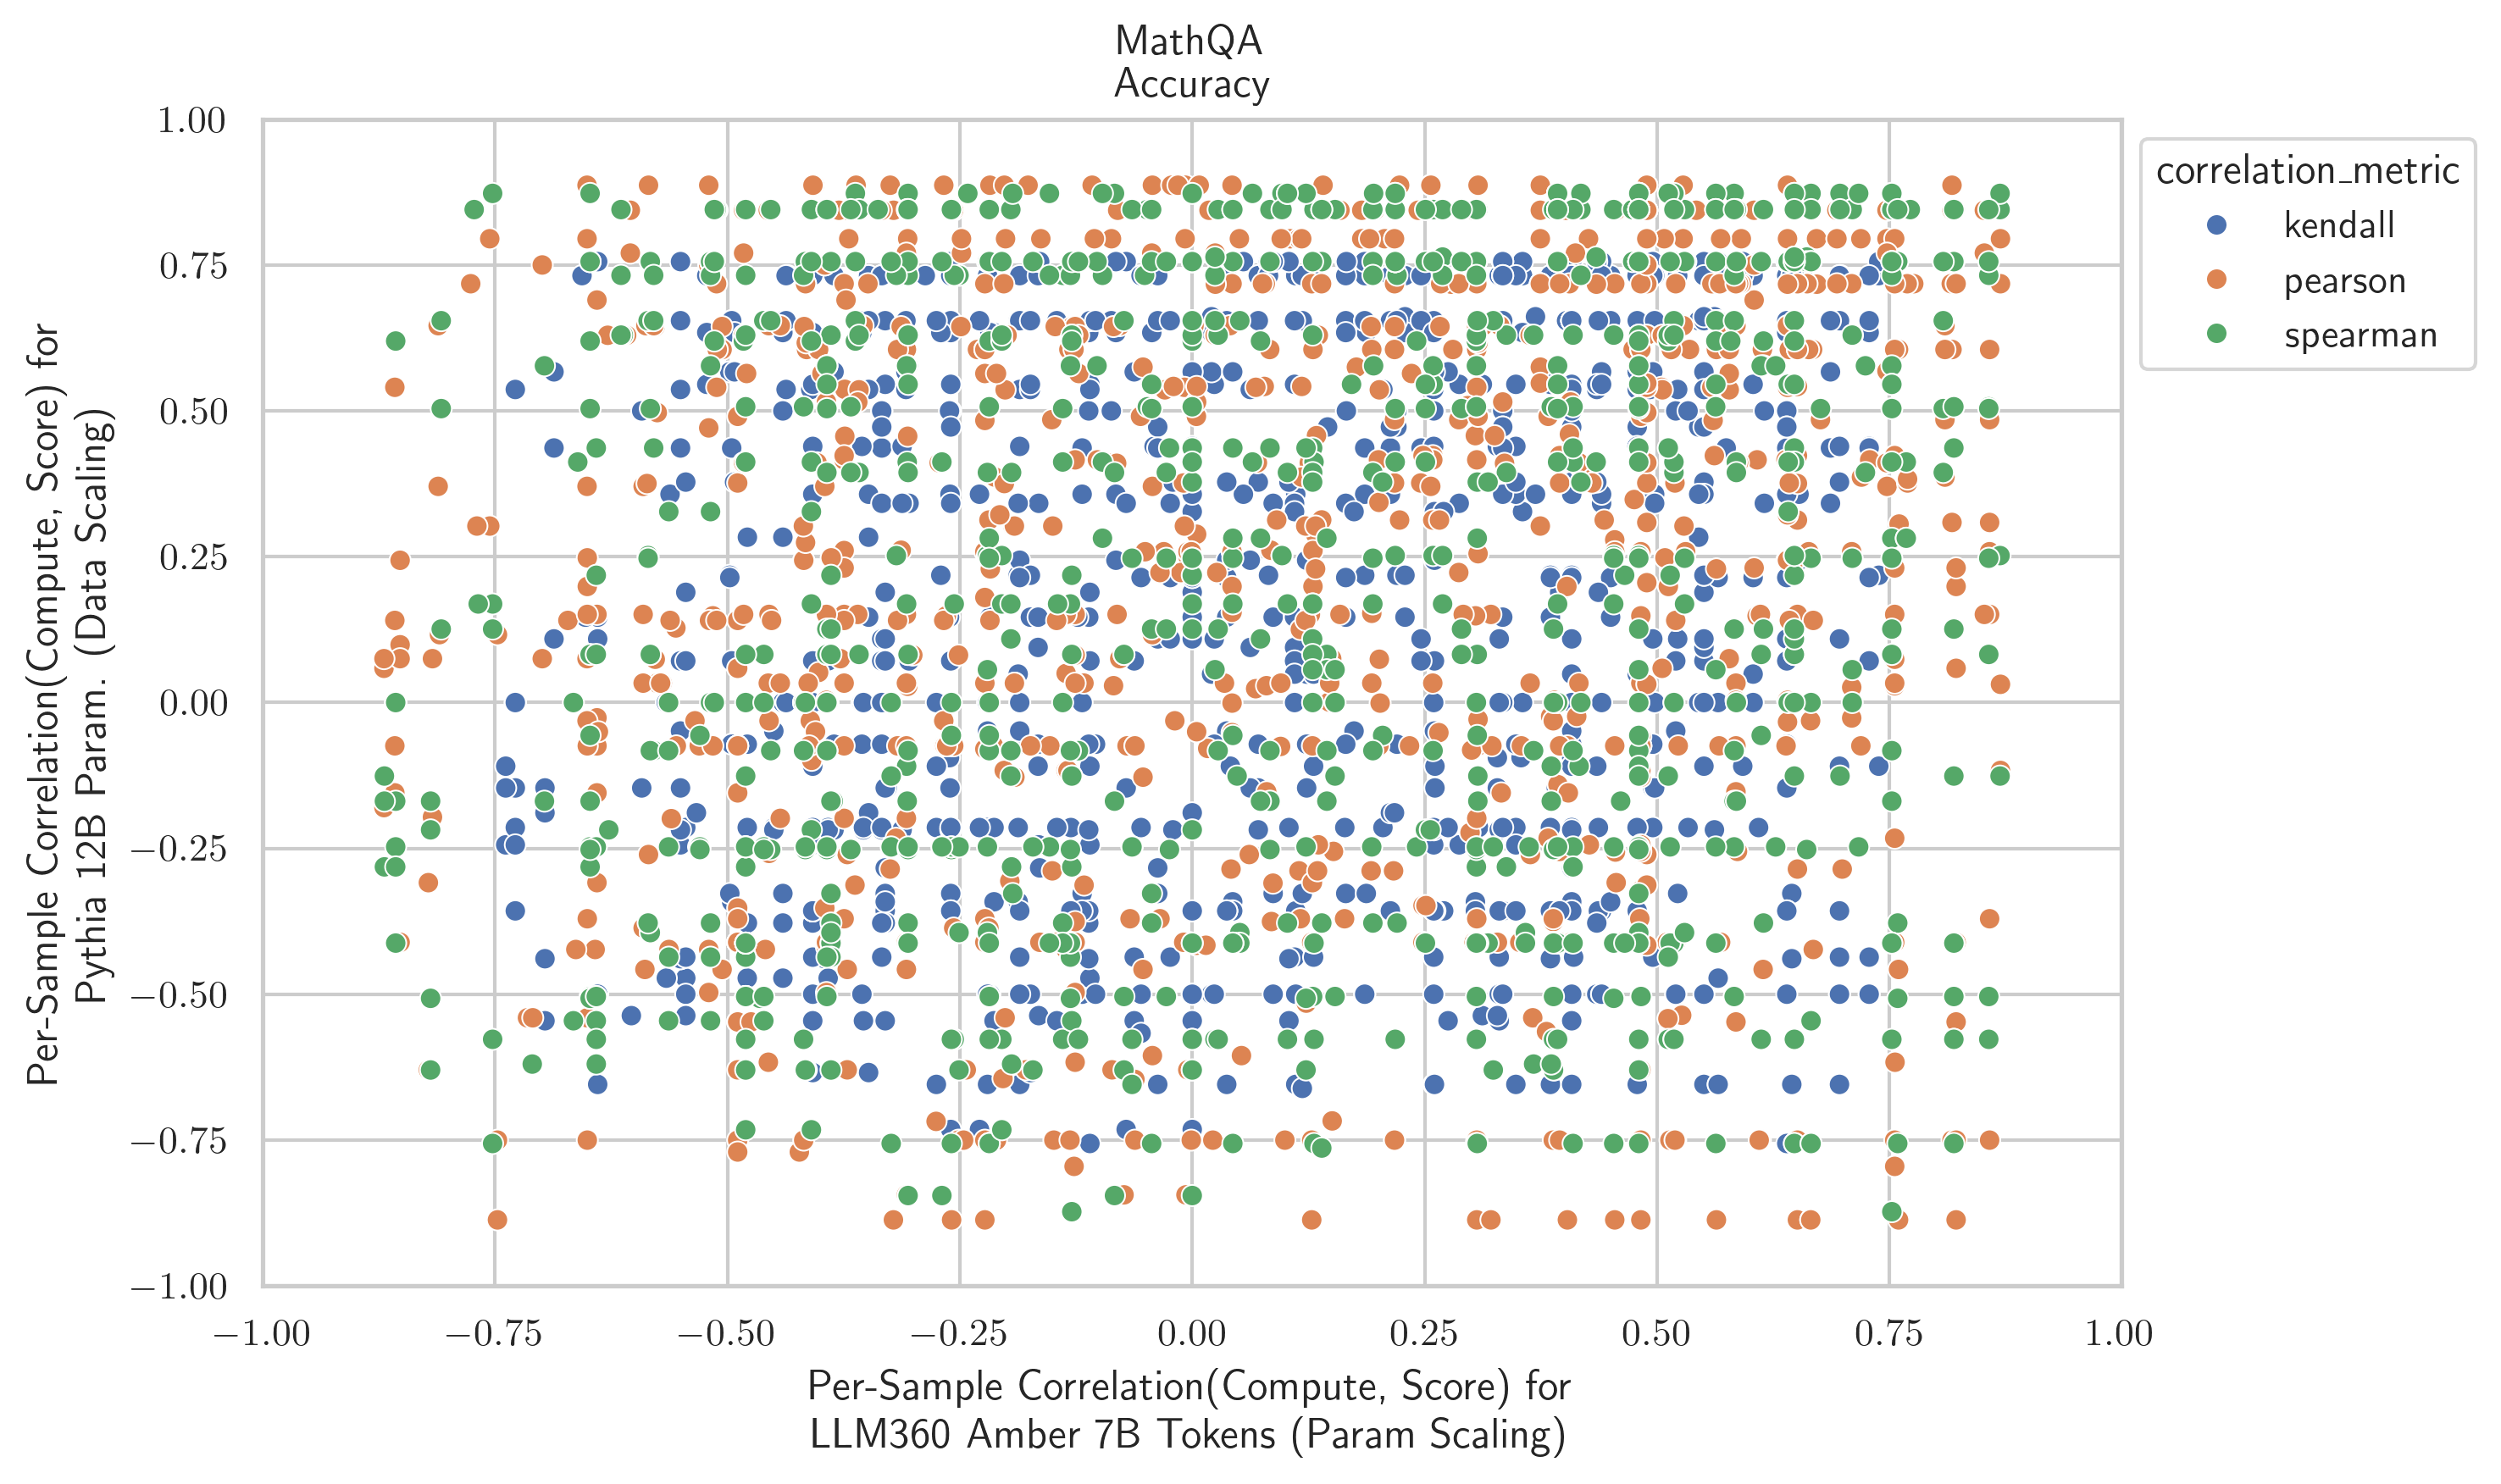 MathQA
Accuracy
1.00
0.75
0.50
0.25
0.00
−0.25
−0.50
−0.75
−1.00
Per-Sample Correlation(Compute, Score) for
Pythia 12B Param. (Data Scaling)
−1.00 −0.75 −0.50 −0.25 0.00 0.25 0.50 0.75 1.00
Per-Sample Correlation(Compute, Score) for
LLM360 Amber 7B Tokens (Param Scaling)
correlation_metric
kendall
pearson
spearman